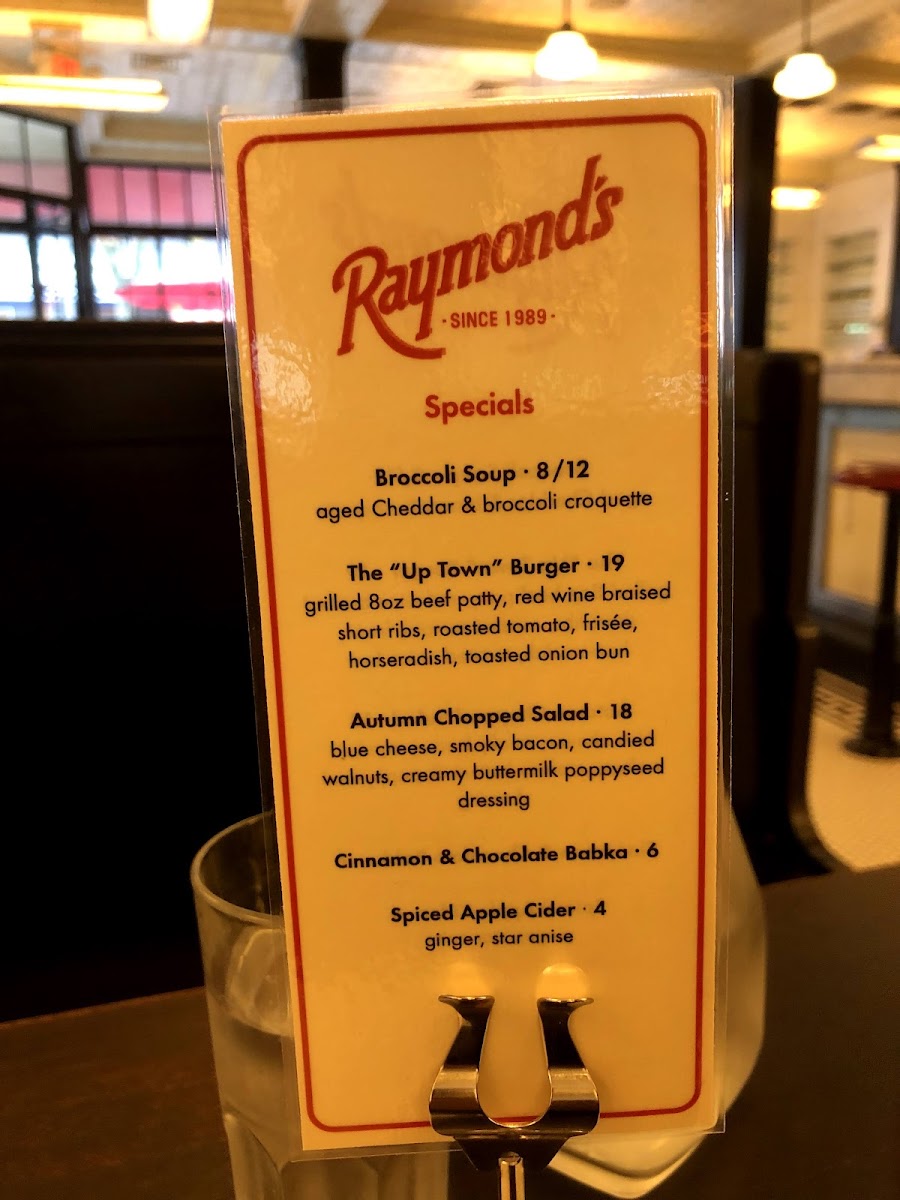 Raymond's
·SINCE 1989·
Specials
Broccoli Soup · 8/12
aged Cheddar & broccoli croquette
The “Up Town” Burger · 19
grilled 8oz beef patty, red wine braised
short ribs, roasted tomato, frisée,
horseradish, toasted onion bun
Autumn Chopped Salad · 18
blue cheese, smoky bacon, candied
walnuts, creamy buttermilk poppyseed
dressing
Cinnamon & Chocolate Babka · 6
Spiced Apple Cider · 4
ginger, star anise